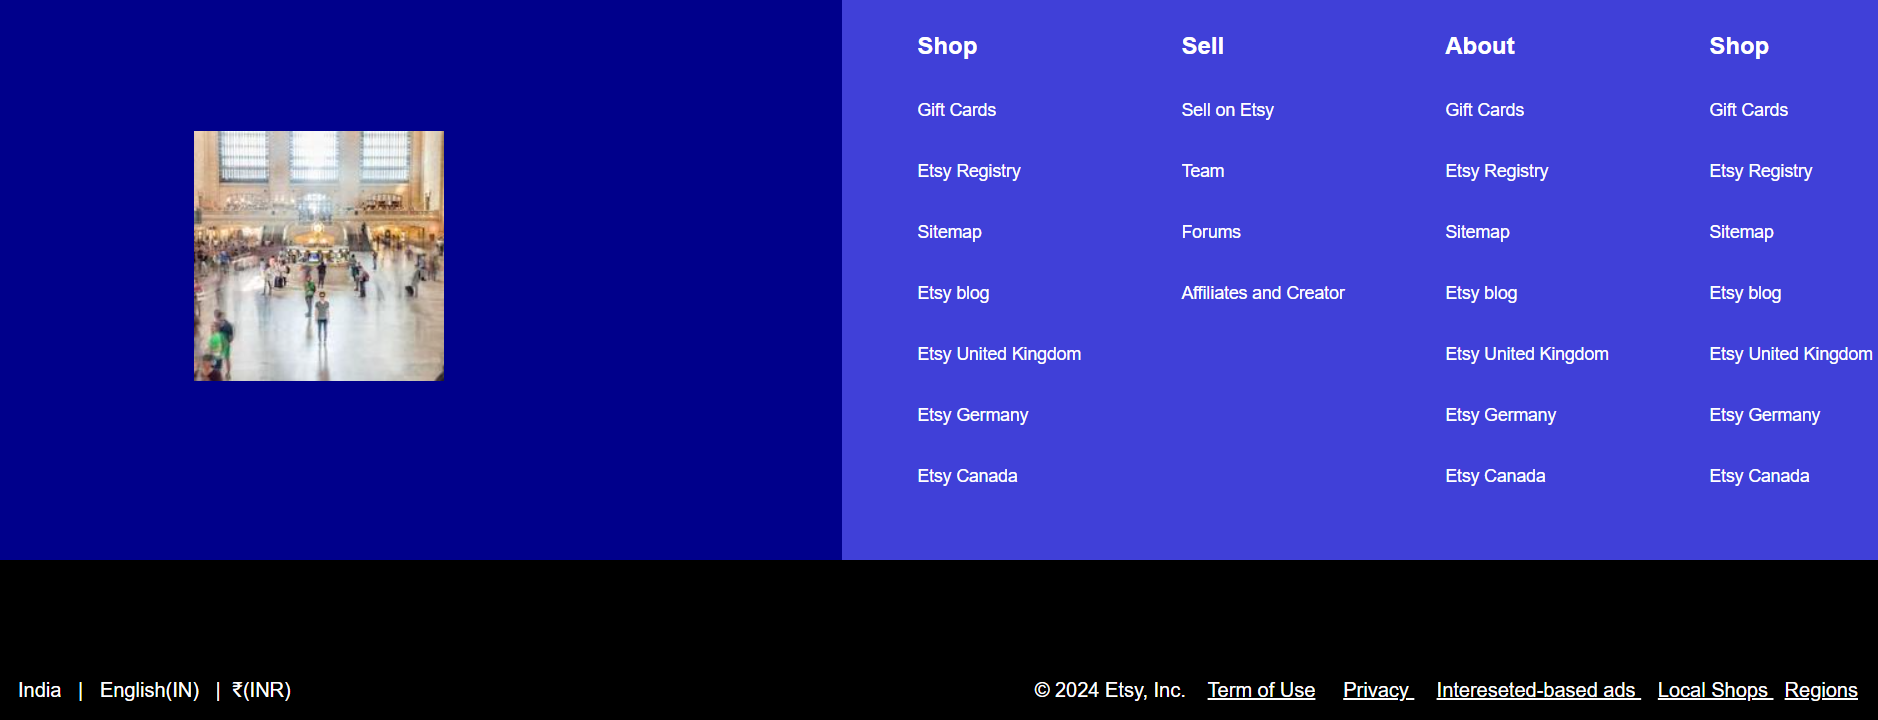 Shop
Gift Cards
Etsy Registry
Sitemap
Etsy blog
Etsy United Kingdom
Etsy Germany
Etsy Canada
Sell
Sell on Etsy
Team
Forums
Affiliates and Creator
About
Gift Cards
Etsy Registry
Sitemap
Etsy blog
Etsy United Kingdom
Etsy Germany
Etsy Canada
Shop
Gift Cards
Etsy Registry
Sitemap
Etsy blog
Etsy United Kingdom
Etsy Germany
Etsy Canada
India | English(IN) | ₹(INR)
© 2024 Etsy, Inc. Term of Use Privacy Intereseted-based ads Local Shops Regions